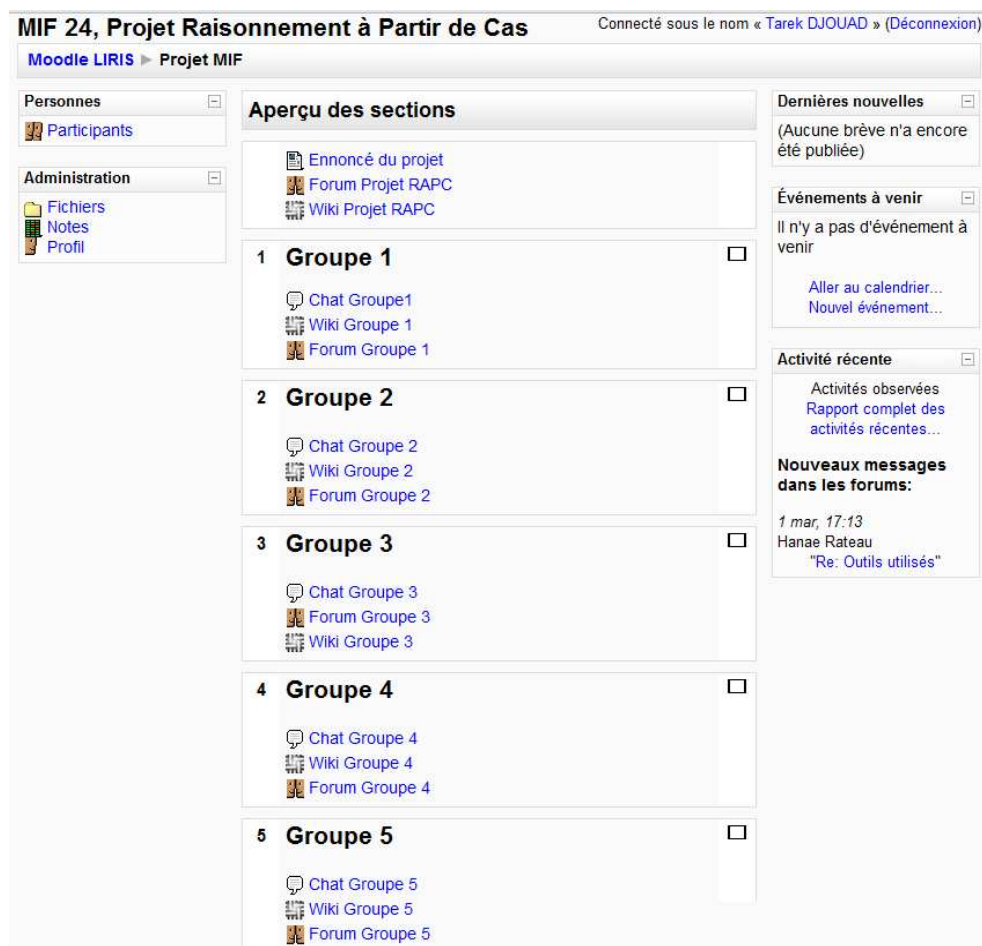 MIF 24, Projet Raisonnement à Partir de Cas
Connecté sous le nom « Tarek DJOUAD » (Déconnexion)
Moodle LIRIS ► Projet MIF
Personnes
Participants
Administration
Fichiers
Notes
Profil
Aperçu des sections
Ennoncé du projet
Forum Projet RAPC
Wiki Projet RAPC
1 Groupe 1
Chat Groupe1
Wiki Groupe 1
Forum Groupe 1
2 Groupe 2
Chat Groupe 2
Wiki Groupe 2
Forum Groupe 2
3 Groupe 3
Chat Groupe 3
Forum Groupe 3
Wiki Groupe 3
4 Groupe 4
Chat Groupe 4
Wiki Groupe 4
Forum Groupe 4
5 Groupe 5
Chat Groupe 5
Wiki Groupe 5
Forum Groupe 5
Dernières nouvelles
(Aucune brève n'a encore
été publiée)
Événements à venir
Il n'y a pas d'événement à
venir
Aller au calendrier...
Nouvel événement...
Activité récente
Activités observées
Rapport complet des
activités récentes...
Nouveaux messages
dans les forums:
1 mar, 17:13
Hanae Rateau
"Re: Outils utilisés"